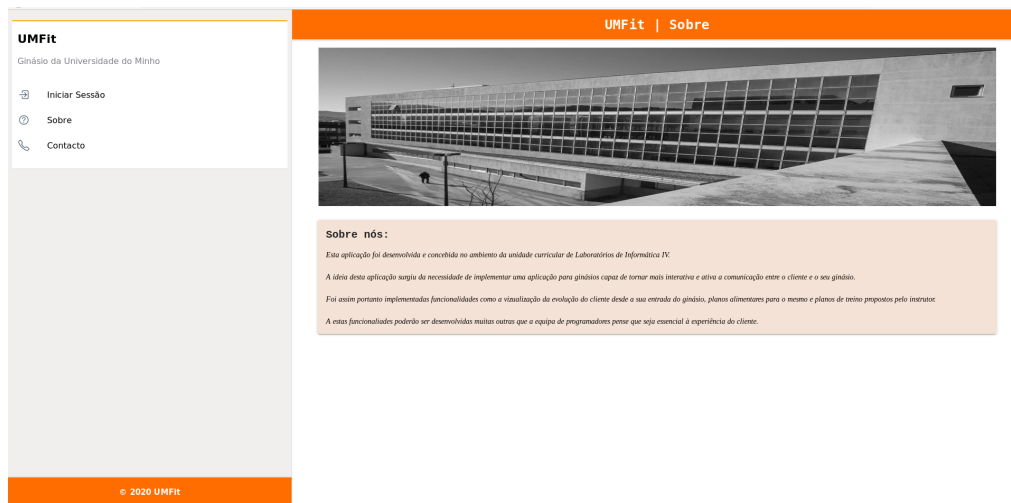 UMFit
Ginásio da Universidade do Minho
Iniciar Sessão
Sobre
Contacto
© 2020 UMFit
UMFit | Sobre
Sobre nós:
Esta aplicação foi desenvolvida e concebida no ambiento da unidade curricular de Laboratórios de Informática IV.
A ideia desta aplicação surgiu da necessidade de implementar uma aplicação para ginásios capaz de tornar mais interativa e ativa a comunicação entre o cliente e o seu ginásio.
Foi assim portanto implementadas funcionalidades como a vizualização da evolução do cliente desde a sua entrada do ginásio, planos alimentares para o mesmo e planos de treino propostos pelo instrutor.
A estas funcionaliades poderão ser desenvolvidas muitas outras que a equipa de programadores pense que seja essencial à experiência do cliente.